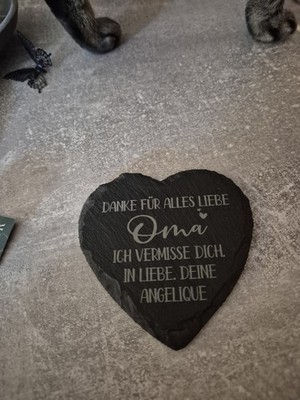 DANKE FÜR ALLES LIEBE
Oma
ICH VERMISSE DICH.
IN LIEBE. DEINE
ANGELIQUE